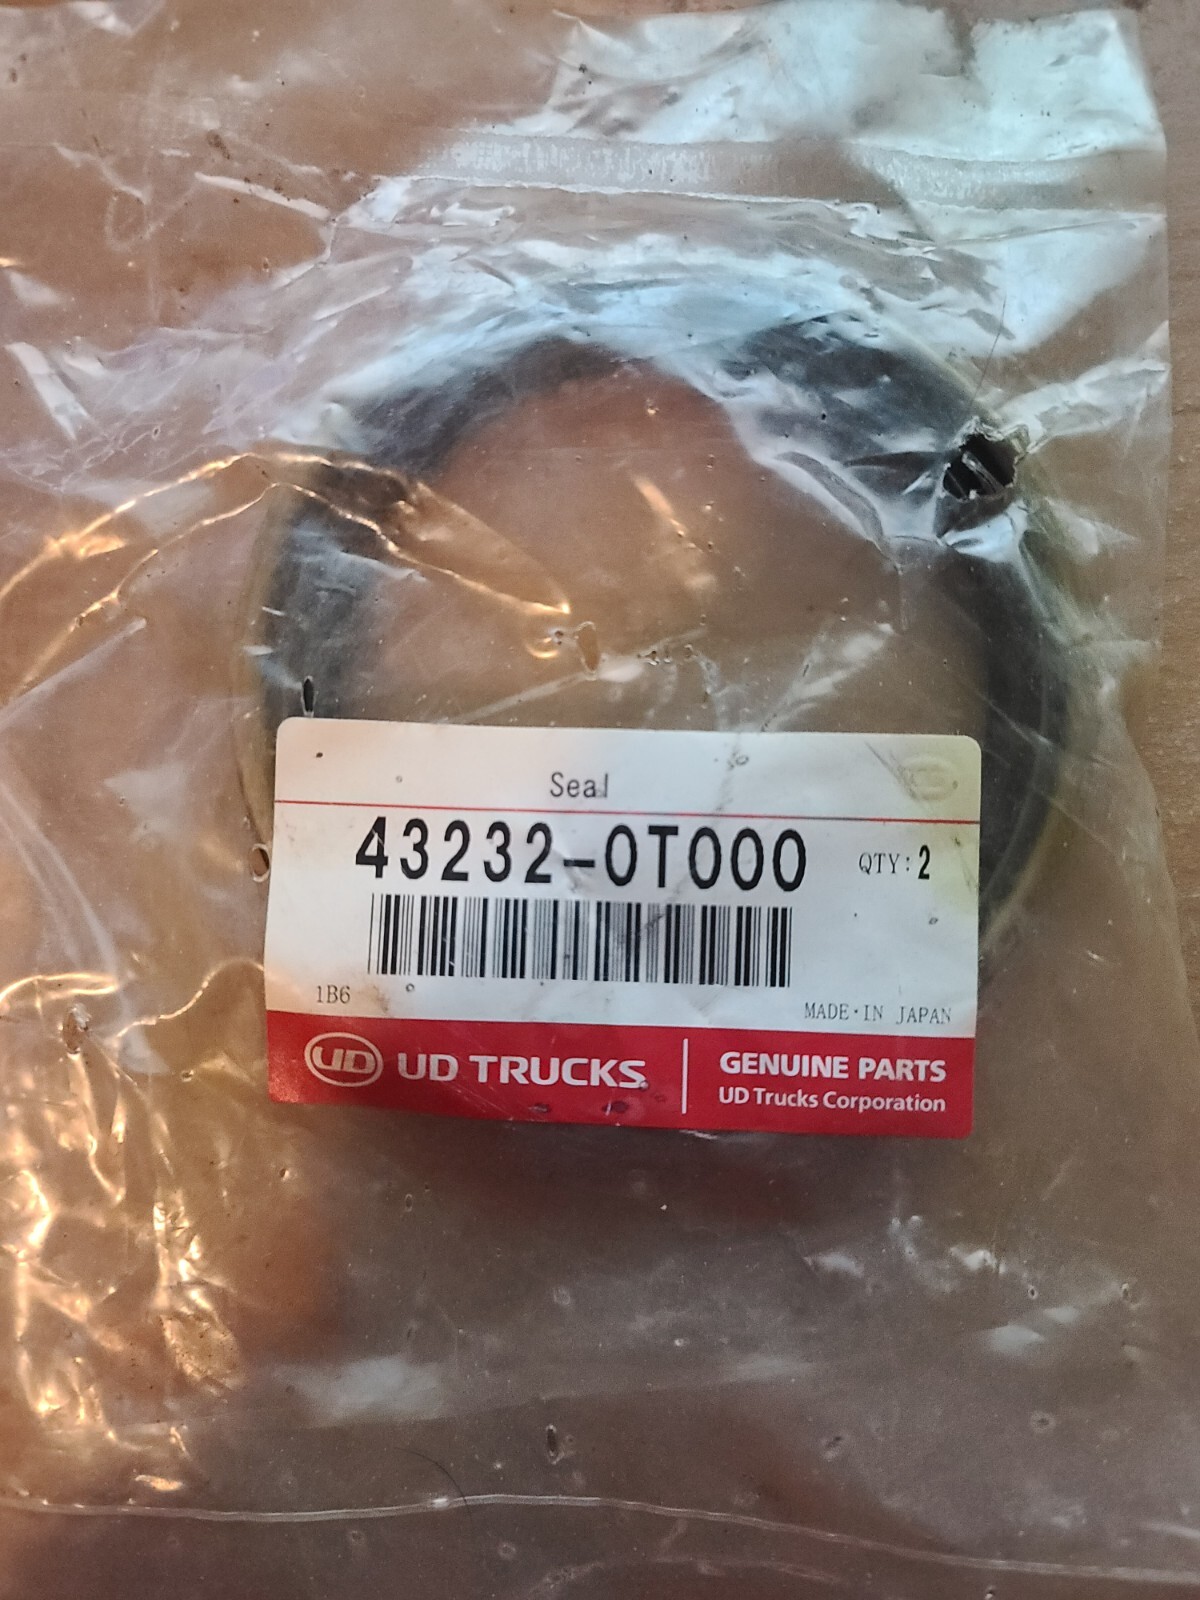 Seal
43232-0T000
QTY: 2
1B6
MADE·IN JAPAN
UD UD TRUCKS
GENUINE PARTS
UD Trucks Corporation